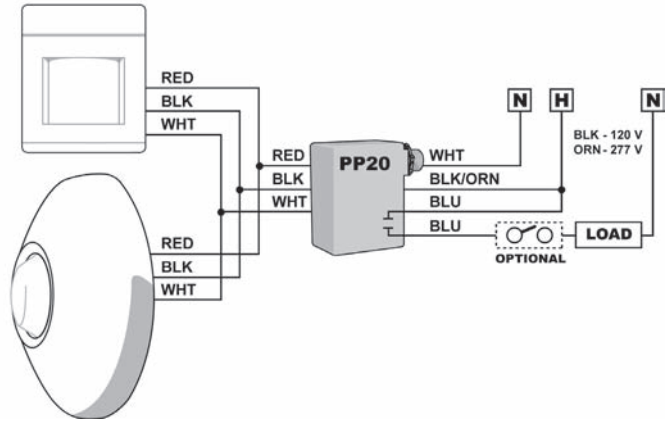 RED
BLK
WHT
RED
BLK
WHT
PP20
WHT
BLK/ORN
BLU
BLU
N
H
N
BLK - 120 V
ORN - 277 V
OPTIONAL
LOAD
RED
BLK
WHT